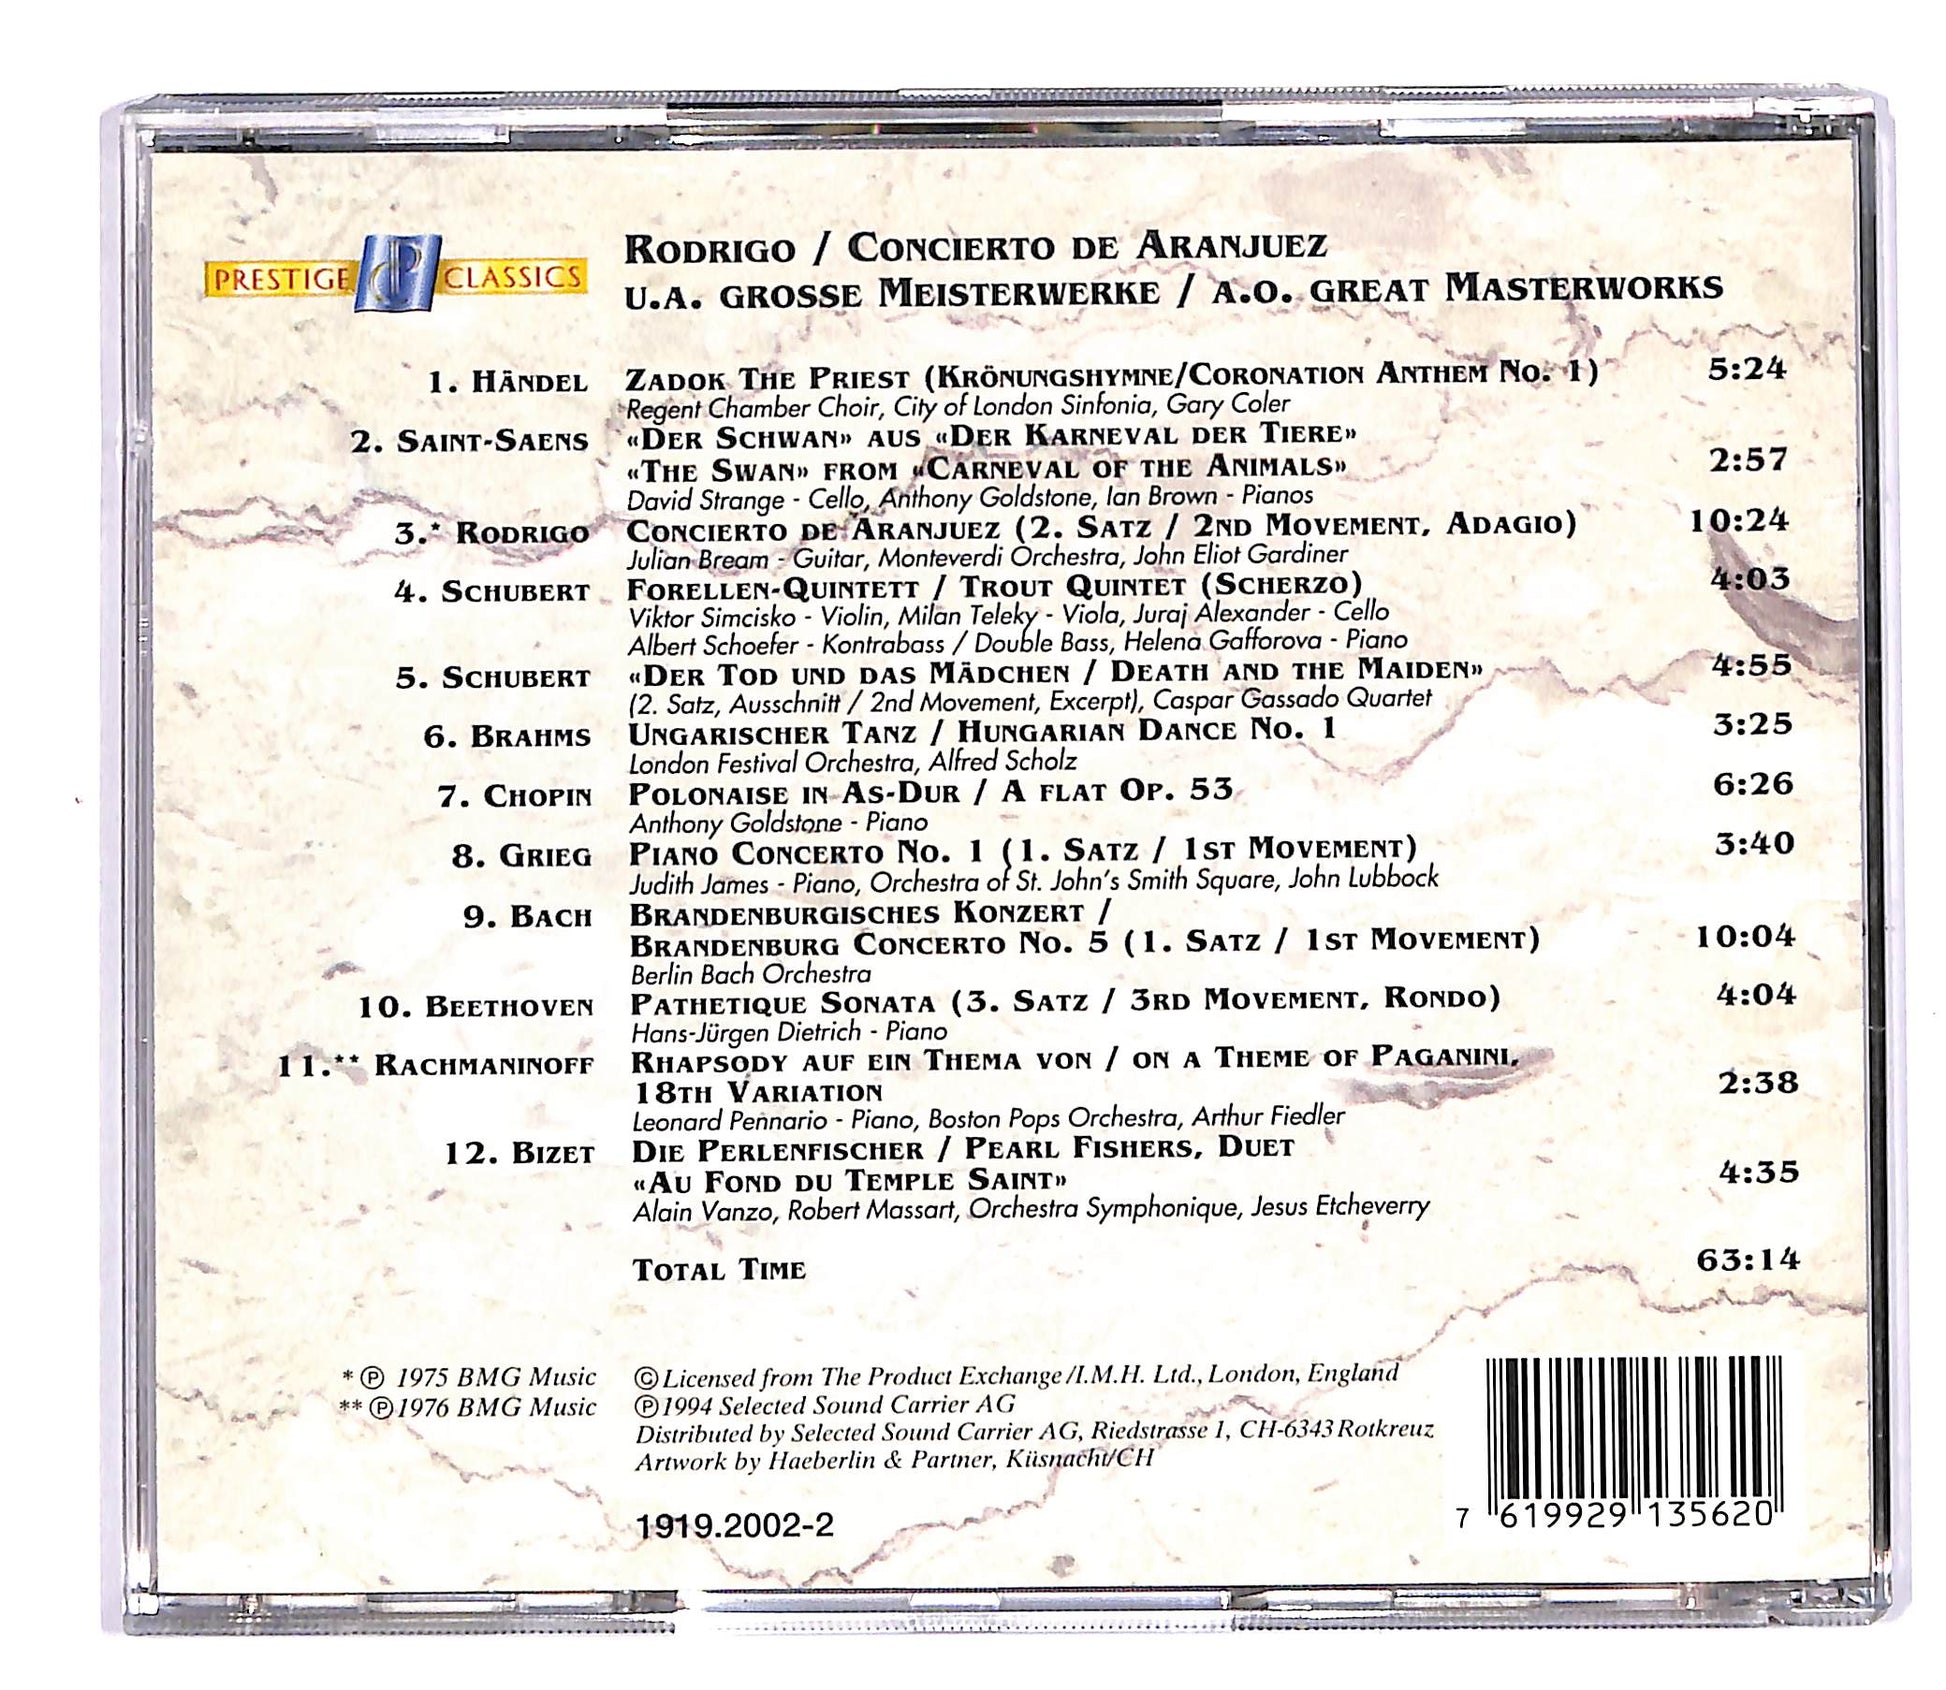 PRESTIGE CLASSICS
RODRIGO / CONCIERTO DE ARANJUEZ
U.A. GROSSE MEISTERWERKE / A.O. GREAT MASTERWORKS
1. HÄNDEL ZADOK THE PRIEST (KRÖNUNGSHYMNE/CORONATION ANTHEM NO. 1) 5:24
Regent Chamber Choir, City of London Sinfonia, Gary Coler
2. SAINT-SAENS «DER SCHWAN» AUS «DER KARNEVAL DER TIERE»
«THE SWAN» FROM «CARNEVAL OF THE ANIMALS» 2:57
David Strange - Cello, Anthony Goldstone, Ian Brown - Pianos
3.* RODRIGO CONCIERTO DE ARANJUEZ (2. SATZ / 2ND MOVEMENT, ADAGIO) 10:24
Julian Bream - Guitar, Monteverdi Orchestra, John Eliot Gardiner
4. SCHUBERT FORELLEN-QUINTETT / TROUT QUINTET (SCHERZO) 4:03
Viktor Simcisko - Violin, Milan Teleky - Viola, Juraj Alexander - Cello
Albert Schoefer - Kontrabass / Double Bass, Helena Gafforova - Piano
5. SCHUBERT «DER TOD UND DAS MÄDCHEN / DEATH AND THE MAIDEN» 4:55
(2. Satz, Ausschnitt / 2nd Movement, Excerpt), Caspar Gassado Quartet
6. BRAHMS UNGARISCHER TANZ / HUNGARIAN DANCE NO. 1 3:25
London Festival Orchestra, Alfred Scholz
7. CHOPIN POLONAISE IN AS-DUR / A FLAT OP. 53 6:26
Anthony Goldstone - Piano
8. GRIEG PIANO CONCERTO NO. 1 (1. SATZ / 1ST MOVEMENT) 3:40
Judith James - Piano, Orchestra of St. John's Smith Square, John Lubbock
9. BACH BRANDENBURGISCHES KONZERT /
BRANDENBURG CONCERTO NO. 5 (1. SATZ / 1ST MOVEMENT) 10:04
Berlin Bach Orchestra
10. BEETHOVEN PATHETIQUE SONATA (3. SATZ / 3RD MOVEMENT, RONDO) 4:04
Hans-Jürgen Dietrich - Piano
11.** RACHMANINOFF RHAPSODY AUF EIN THEMA VON / ON A THEME OF PAGANINI,
18TH VARIATION 2:38
Leonard Pennario - Piano, Boston Pops Orchestra, Arthur Fiedler
12. BIZET DIE PERLENFISCHER / PEARL FISHERS, DUET
«AU FOND DU TEMPLE SAINT» 4:35
Alain Vanzo, Robert Massart, Orchestra Symphonique, Jesus Etcheverry
TOTAL TIME 63:14
* ℗ 1975 BMG Music
** ℗ 1976 BMG Music
© Licensed from The Product Exchange/I.M.H. Ltd., London, England
℗ 1994 Selected Sound Carrier AG
Distributed by Selected Sound Carrier AG, Riedstrasse 1, CH-6343 Rotkreuz
Artwork by Haeberlin & Partner, Küsnacht/CH
1919.2002-2
7 619929 135620